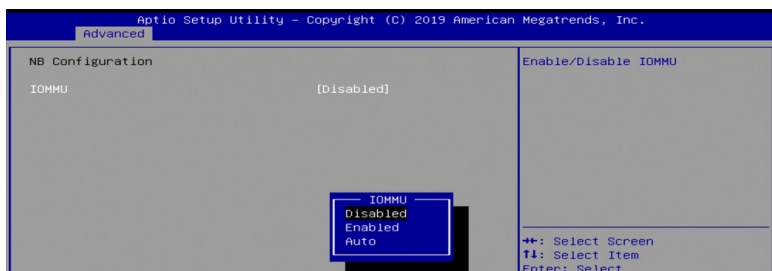 Aptio Setup Utility – Copyright (C) 2019 American Megatrends, Inc.
Advanced
NB Configuration
IOMMU [Disabled]
Enable/Disable IOMMU
IOMMU
Disabled
Enabled
Auto
→←: Select Screen
↑↓: Select Item
Enter: Select